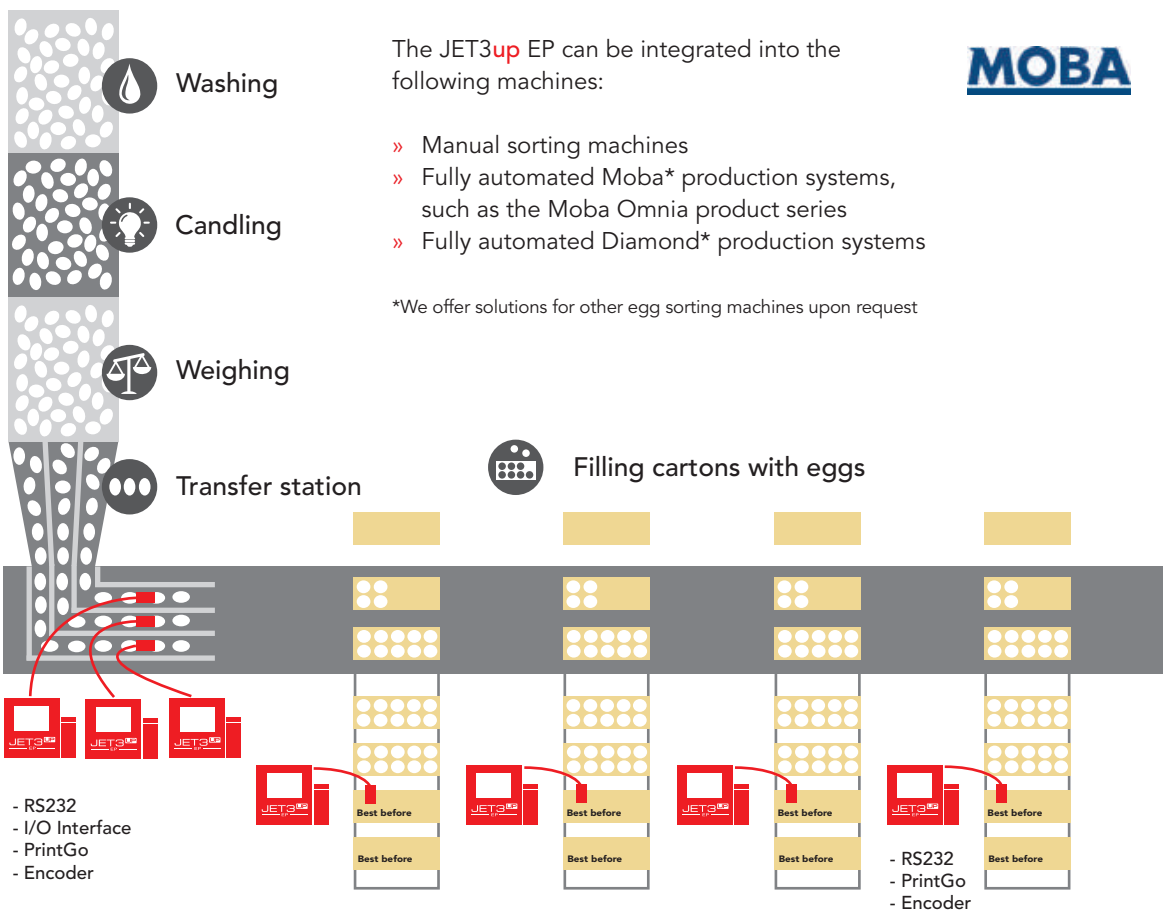 Washing
The JET3up EP can be integrated into the
following machines:
MOBA
» Manual sorting machines
» Fully automated Moba* production systems,
such as the Moba Omnia product series
» Fully automated Diamond* production systems
Candling
*We offer solutions for other egg sorting machines upon request
Weighing
Transfer station
Filling cartons with eggs
JET3UP
EP
JET3UP
EP
JET3UP
EP
JET3UP
EP
JET3UP
EP
JET3UP
EP
JET3UP
EP
Best before
Best before
Best before
Best before
Best before
Best before
Best before
Best before
- RS232
- I/O Interface
- PrintGo
- Encoder
- RS232
- PrintGo
- Encoder